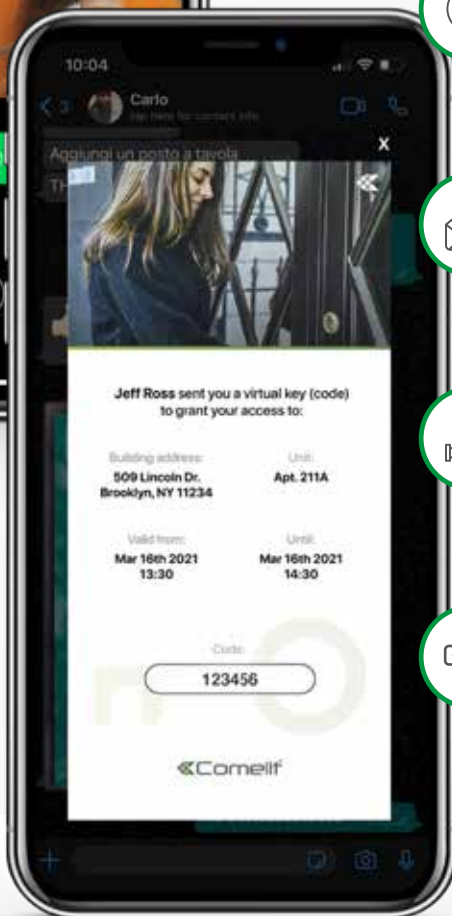 10:04
3
Carlo
tap here for contact info
Aggiungi un posto a tavola
TH
X
Jeff Ross sent you a virtual key (code)
to grant your access to:
Building address:
Unit:
509 Lincoln Dr.
Brooklyn, NY 11234
Apt. 211A
Valid from:
Until:
Mar 16th 2021
13:30
Mar 16th 2021
14:30
Code:
123456
Comelit